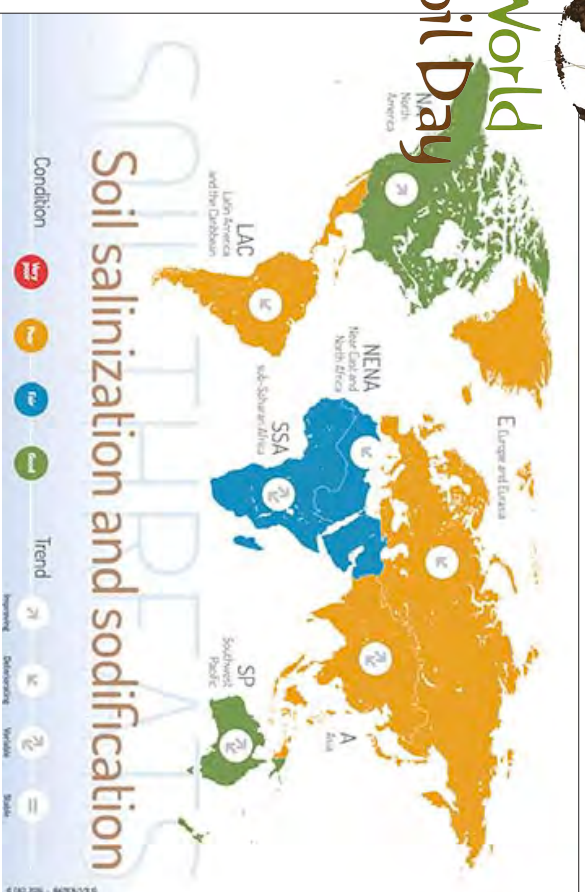 World
Soil Day
SOIL THREATS
Soil salinization and sodification
NA
North
America
LAC
Latin America
and the Caribbean
NENA
Near East and
North Africa
SSA
sub-Saharan Africa
E Europe and Eurasia
A
Asia
SP
Southwest
Pacific
Condition
Very poor
Poor
Fair
Good
Trend
Improving
Deteriorating
Variable
Stable